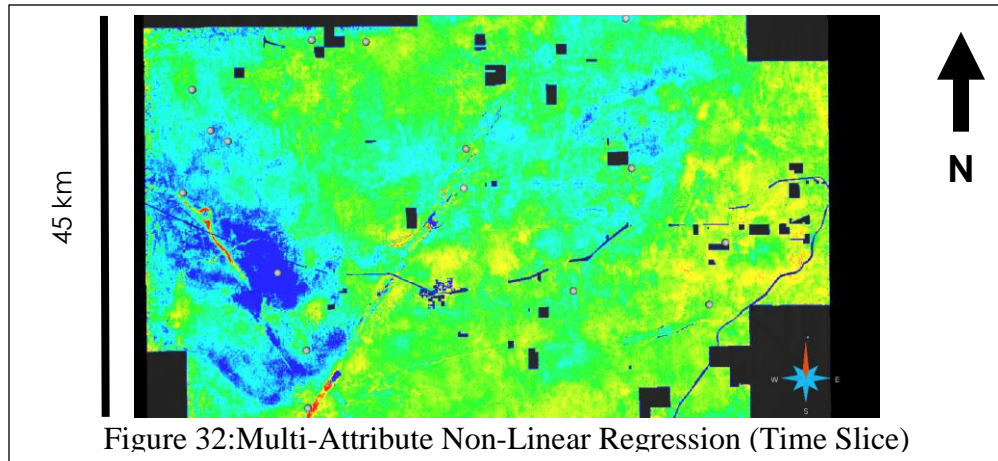 45 km
N
W
E
S
Figure 32:Multi-Attribute Non-Linear Regression (Time Slice)